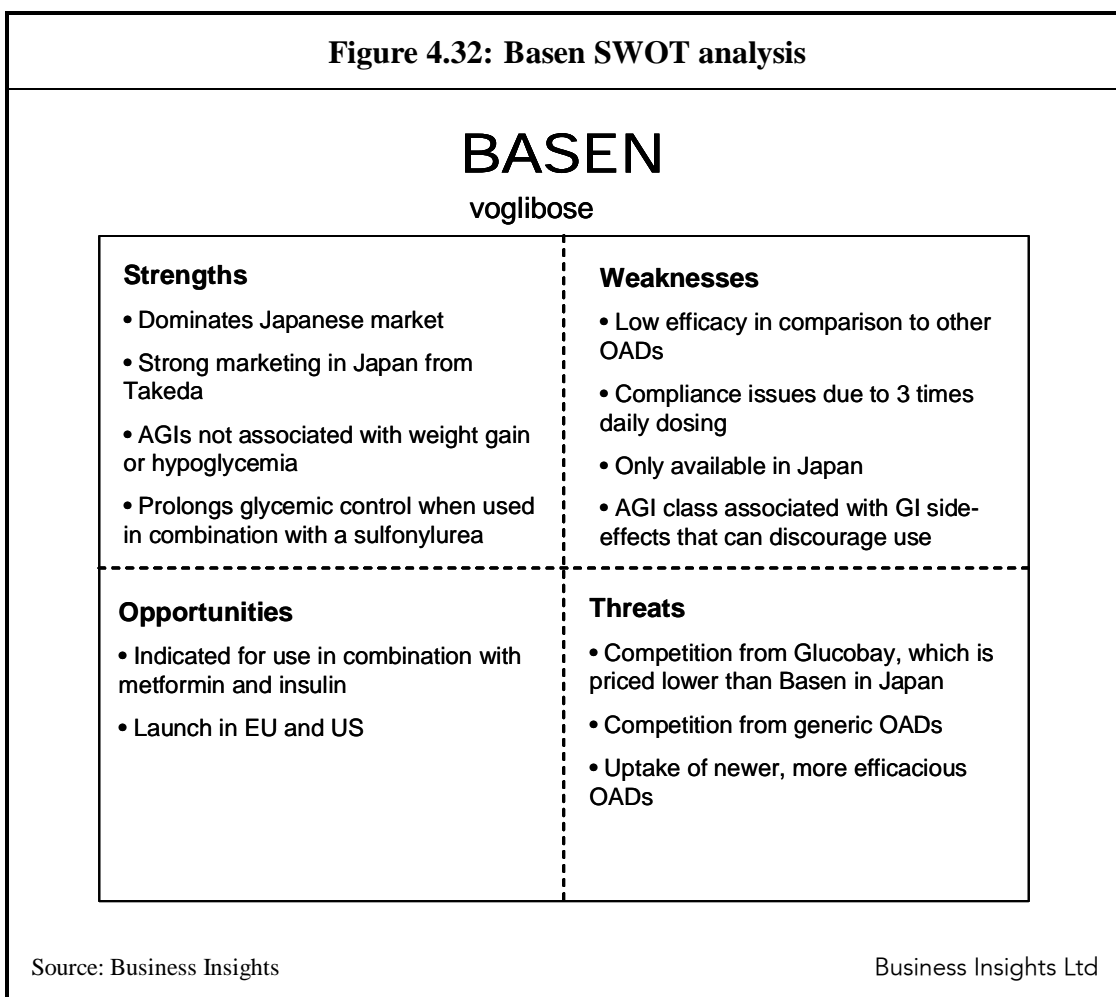 Figure 4.32: Basen SWOT analysis
BASEN
voglibose
Strengths
• Dominates Japanese market
• Strong marketing in Japan from
Takeda
• AGIs not associated with weight gain
or hypoglycemia
• Prolongs glycemic control when used
in combination with a sulfonylurea
Weaknesses
• Low efficacy in comparison to other
OADs
• Compliance issues due to 3 times
daily dosing
• Only available in Japan
• AGI class associated with GI side-
effects that can discourage use
Opportunities
• Indicated for use in combination with
metformin and insulin
• Launch in EU and US
Threats
• Competition from Glucobay, which is
priced lower than Basen in Japan
• Competition from generic OADs
• Uptake of newer, more efficacious
OADs
Source: Business Insights
Business Insights Ltd